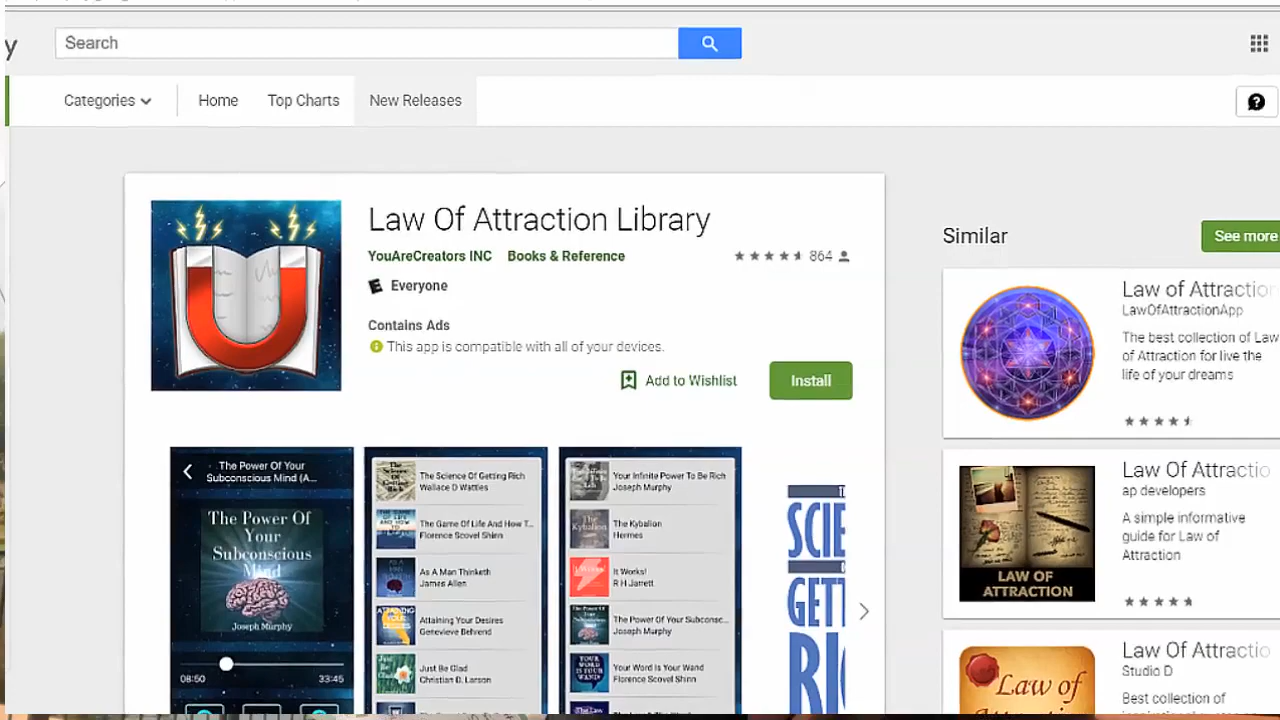 y
Search
Categories
Home
Top Charts
New Releases
Law Of Attraction Library
YouAreCreators INC
Books & Reference
864
Everyone
Contains Ads
This app is compatible with all of your devices.
Add to Wishlist
Install
The Power Of Your
Subconscious Mind (A...
The Power Of
Your
Subconscious
Mind
Joseph Murphy
08:50
33:45
The Science Of Getting Rich
Wallace D Wattles
The Game Of Life And How T...
Florence Scovel Shinn
As A Man Thinketh
James Allen
Attaining Your Desires
Genevieve Behrend
Just Be Glad
Christian D. Larson
Your Infinite Power To Be Rich
Joseph Murphy
The Kybalion
Hermes
It Works!
R H Jarrett
The Power Of Your Subconsc...
Joseph Murphy
Your Word Is Your Wand
Florence Scovel Shinn
SCIE
GETT
RI
Similar
See more
Law of Attraction
LawOfAttractionApp
The best collection of Law
of Attraction for live the
life of your dreams
LAW OF
ATTRACTION
Law Of Attractio
ap developers
A simple informative
guide for Law of
Attraction
Law of
Law Of Attractio
Studio D
Best collection of